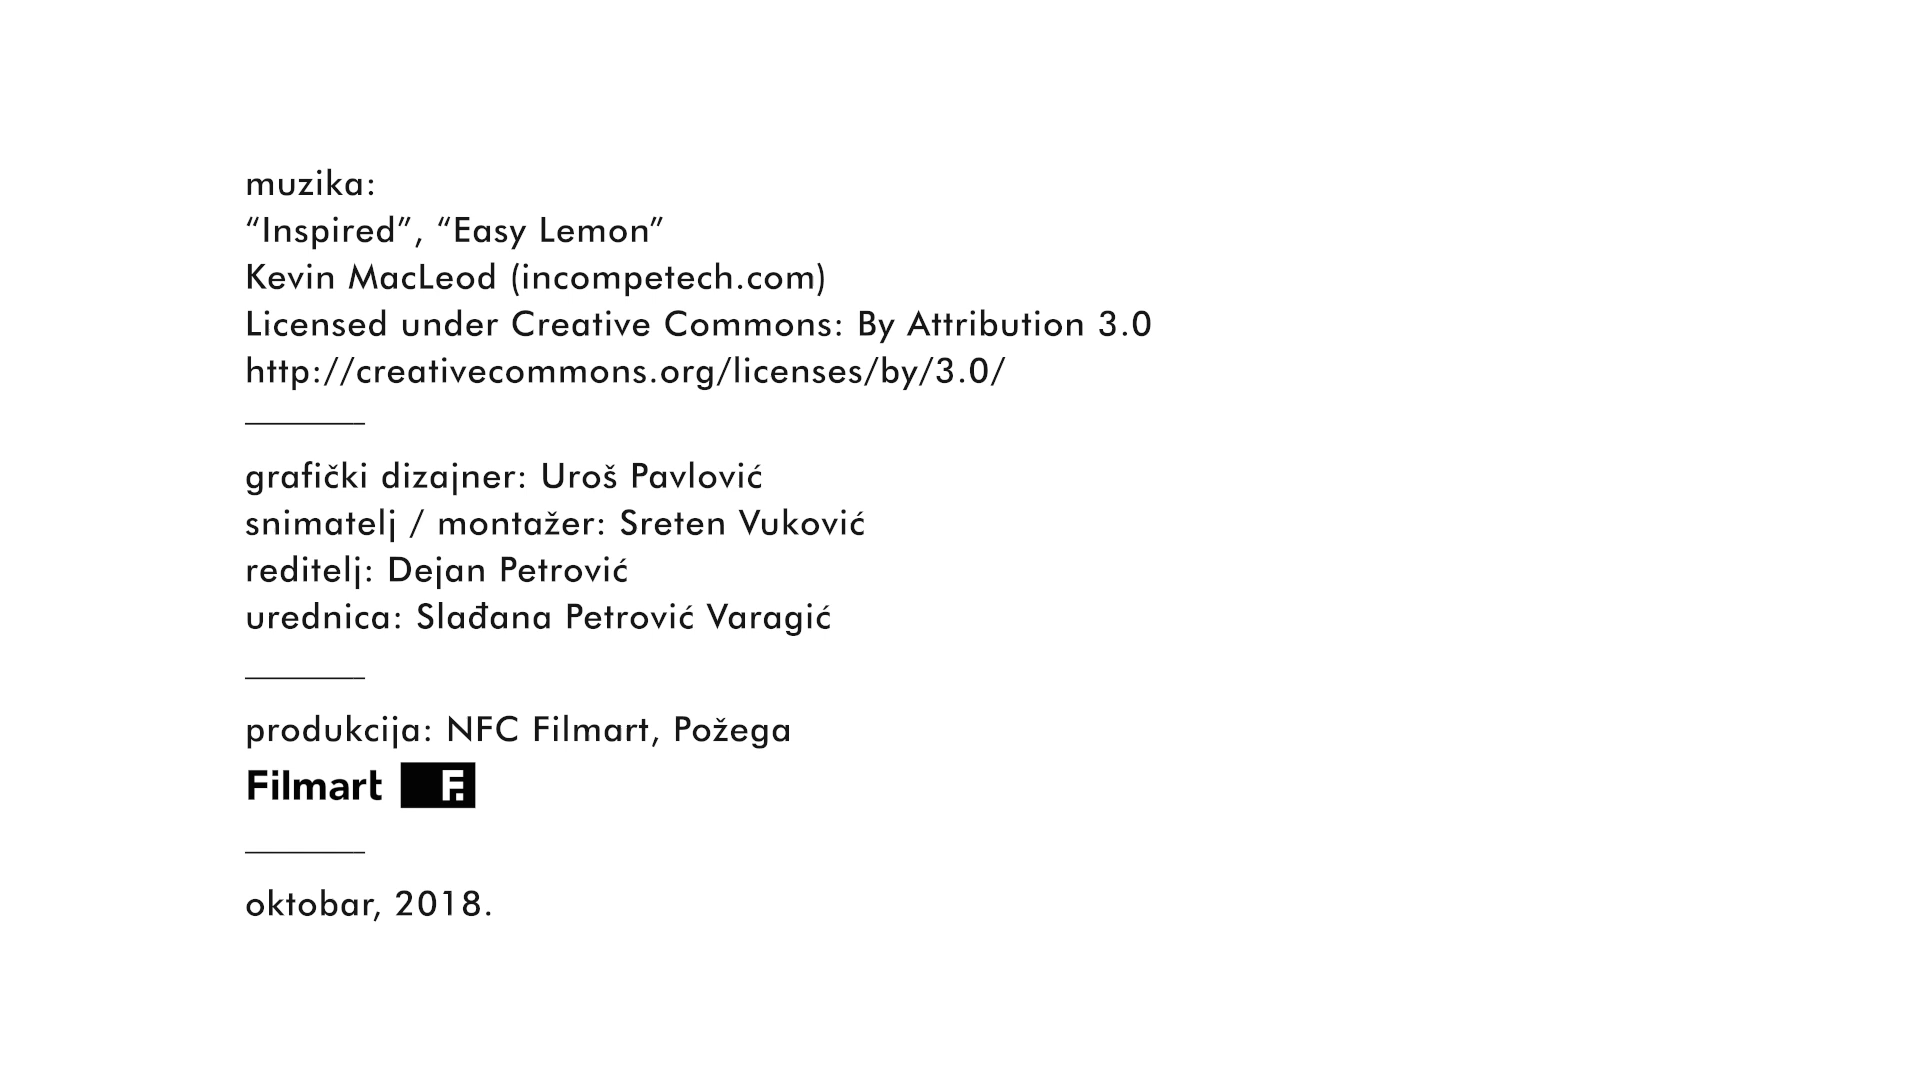 muzika:
“Inspired”, “Easy Lemon”
Kevin MacLeod (incompetech.com)
Licensed under Creative Commons: By Attribution 3.0
http://creativecommons.org/licenses/by/3.0/
grafički dizajner: Uroš Pavlović
snimatelj / montažer: Sreten Vuković
reditelj: Dejan Petrović
urednica: Slađana Petrović Varagić
produkcija: NFC Filmart, Požega
Filmart F.
oktobar, 2018.